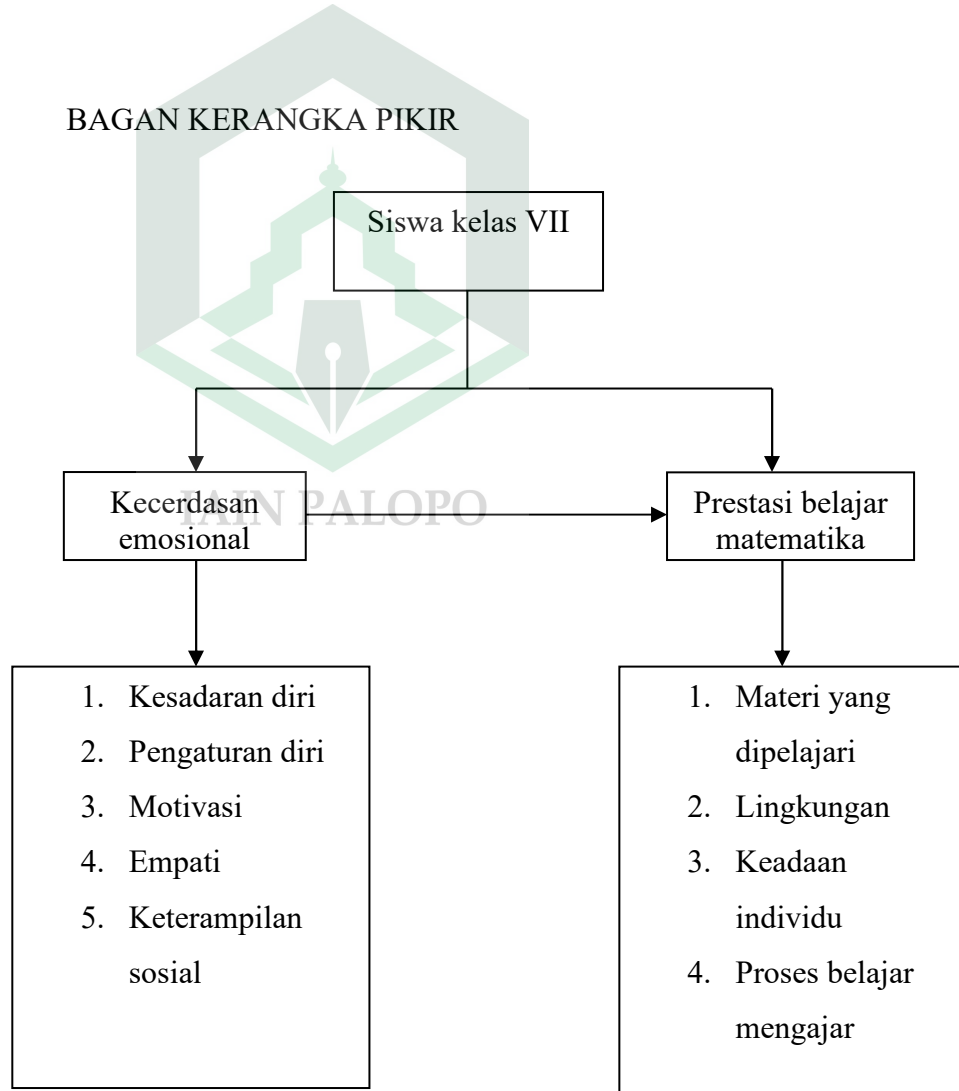 BAGAN KERANGKA PIKIR
Siswa kelas VII
Kecerdasan
emosional
Prestasi belajar
matematika
IAIN PALOPO
1. Kesadaran diri
2. Pengaturan diri
3. Motivasi
4. Empati
5. Keterampilan
sosial
1. Materi yang
dipelajari
2. Lingkungan
3. Keadaan
individu
4. Proses belajar
mengajar